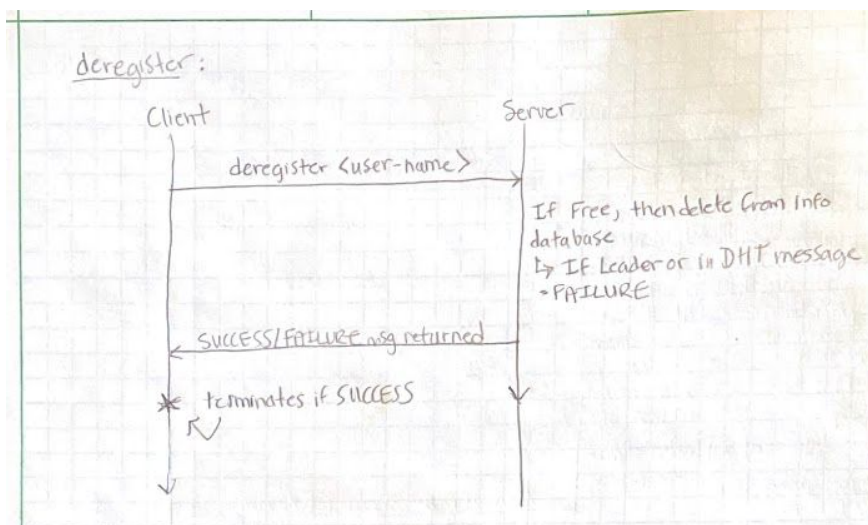 deregister:
Client
Server
deregister <user-name>
If Free, then delete from info
database
↳ If Leader or in DHT message
-FAILURE
SUCCESS/FAILURE msg returned
* terminates if SUCCESS